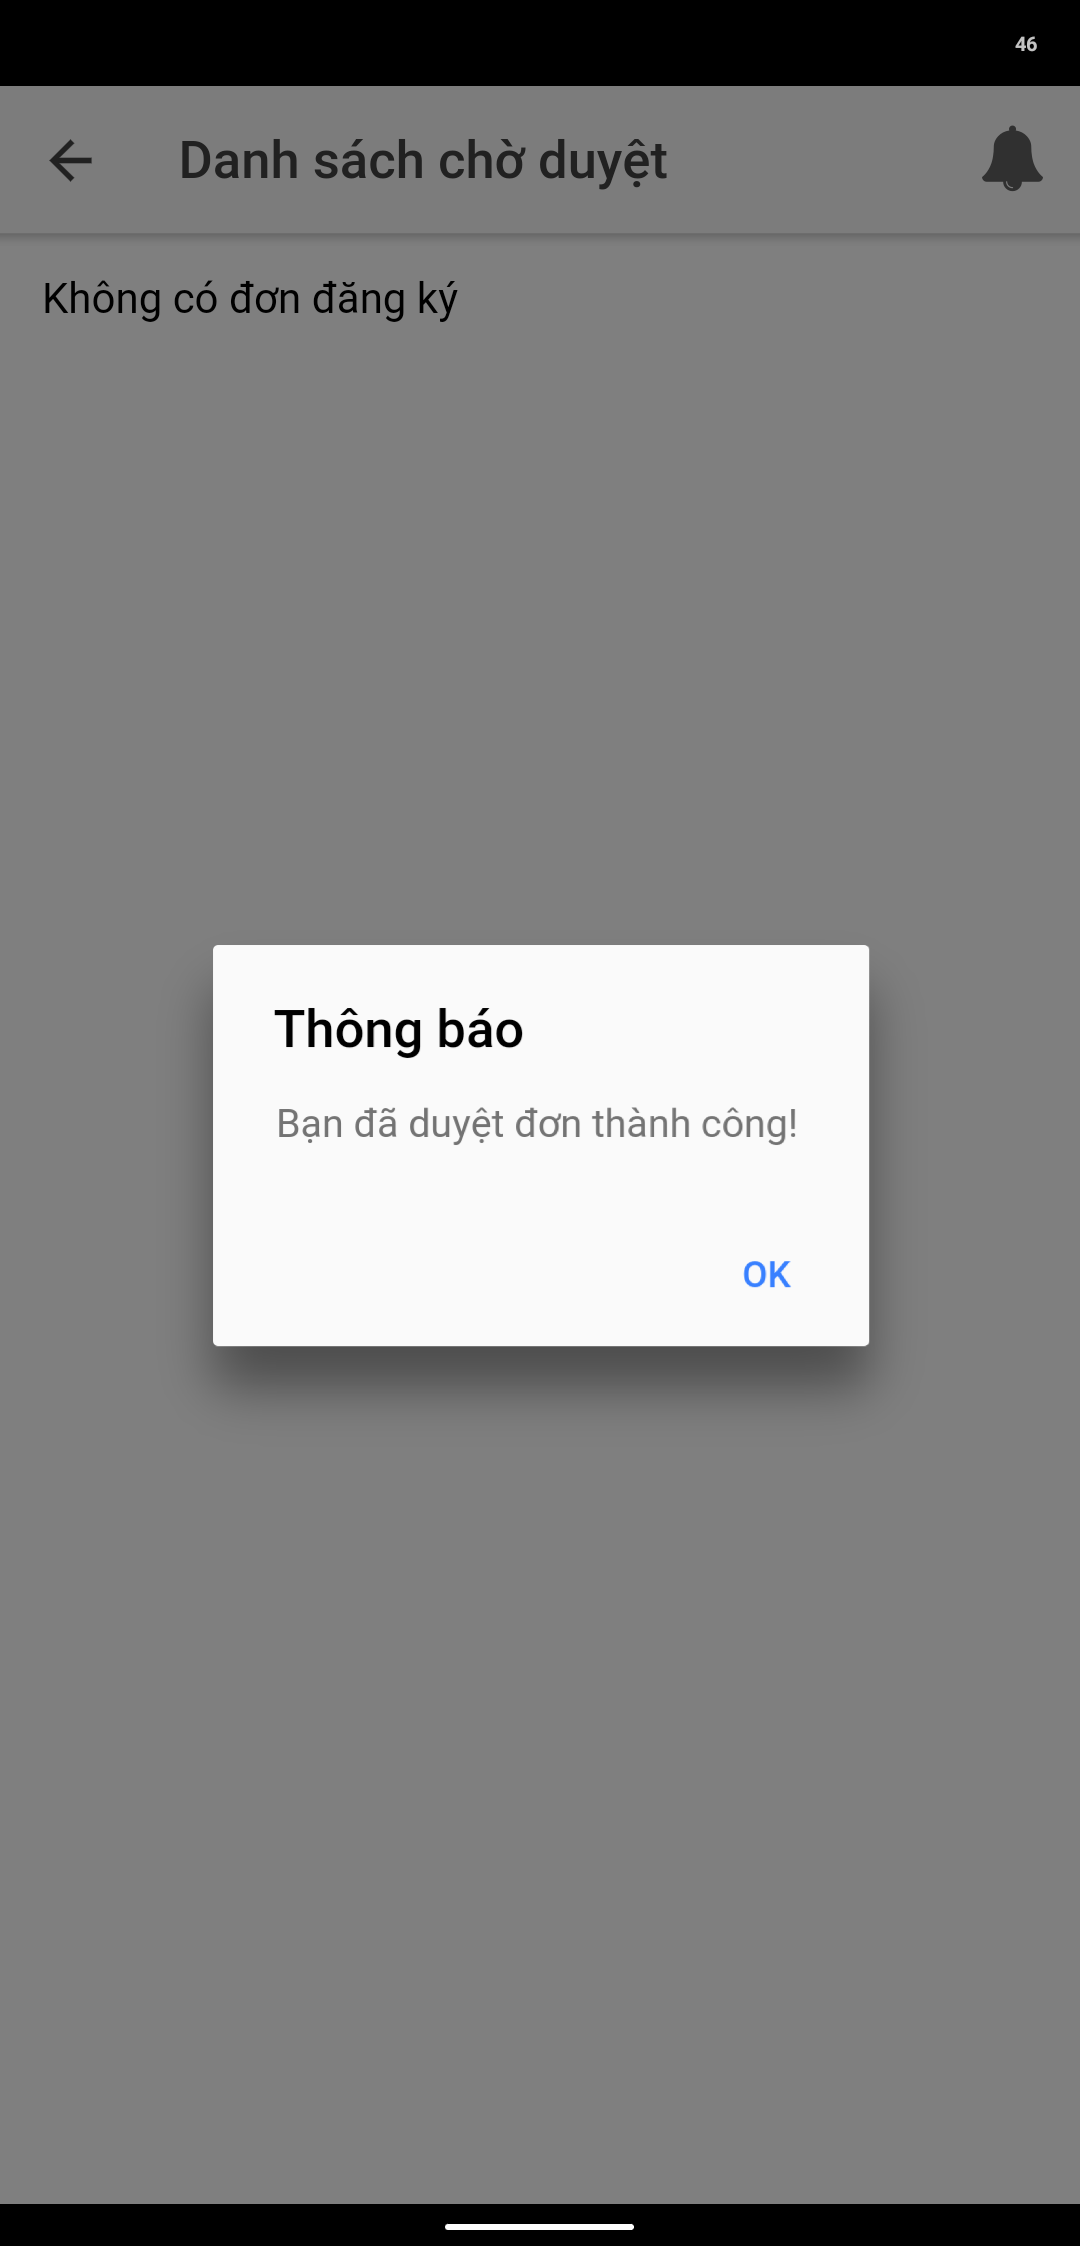 46
Danh sách chờ duyệt
Không có đơn đăng ký
Thông báo
Bạn đã duyệt đơn thành công!
OK